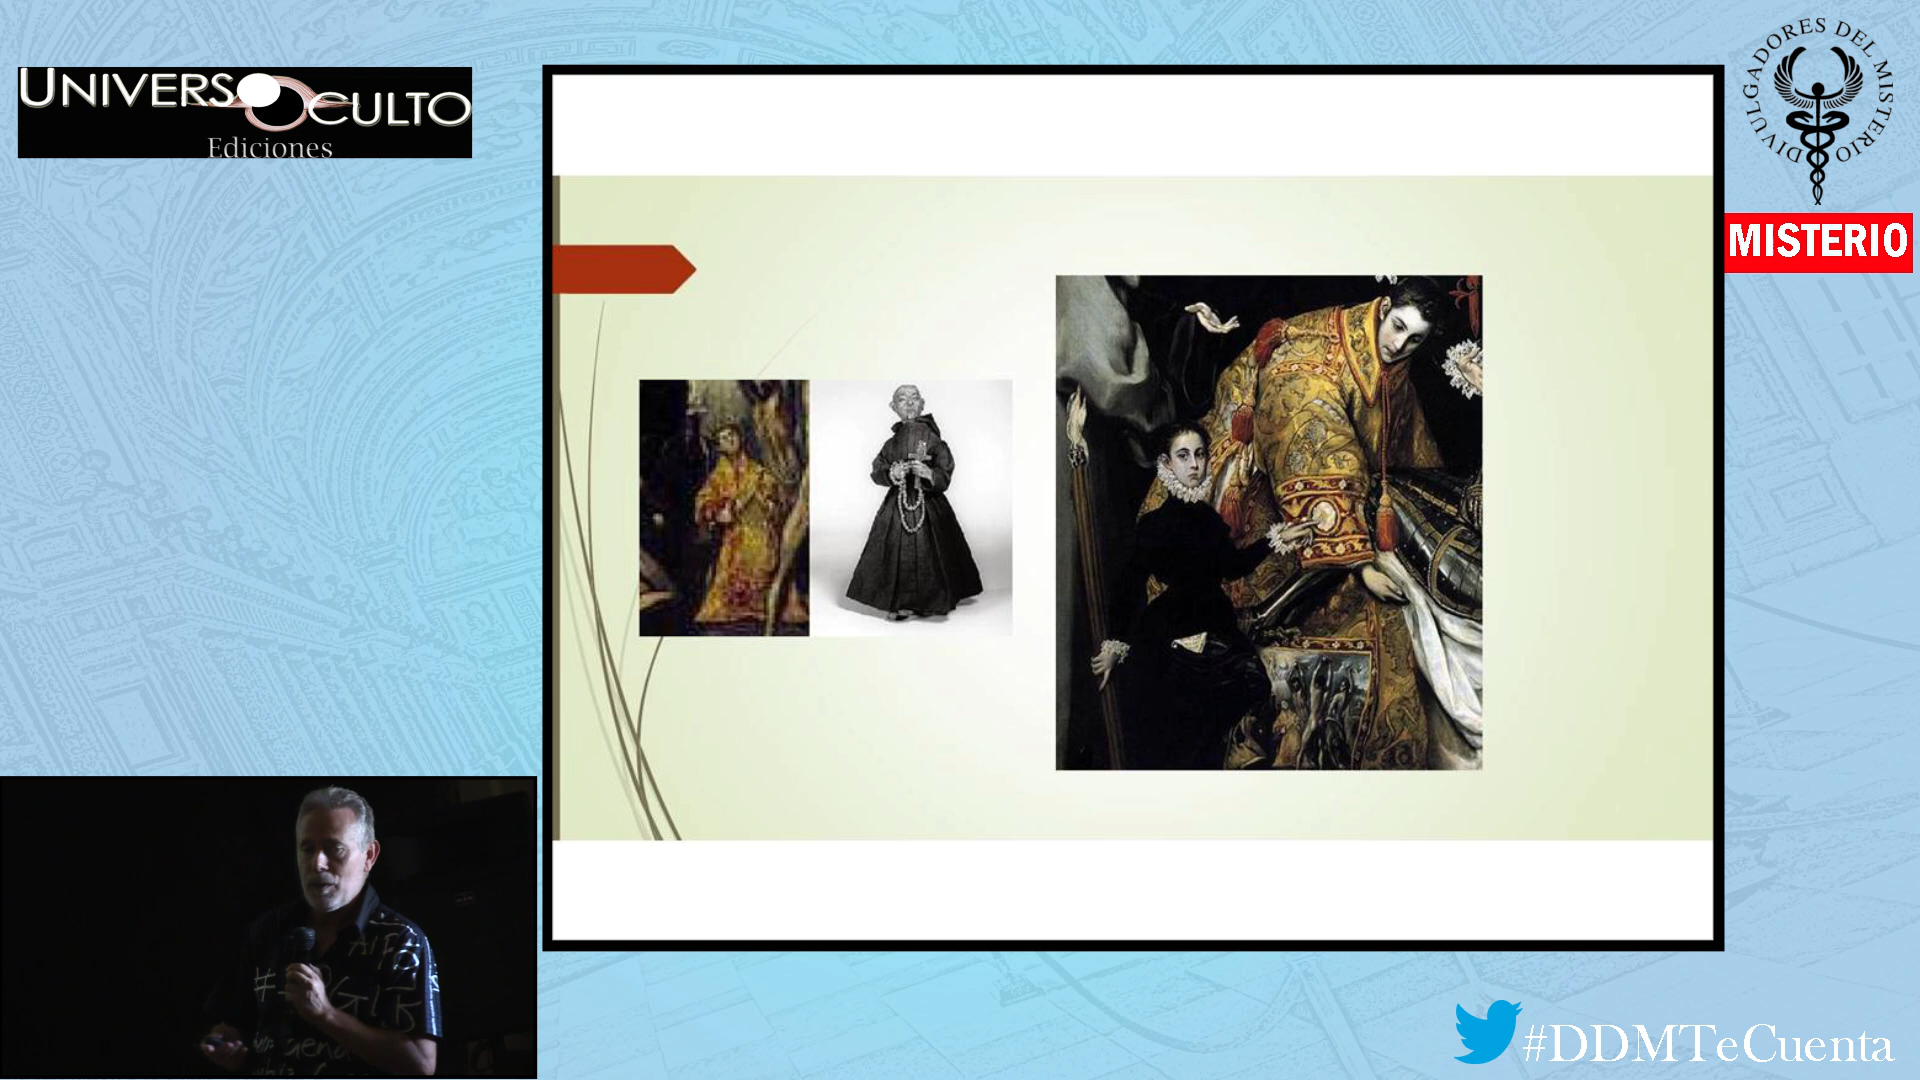 UNIVERSO OCULTO
Ediciones
DIVULGADORES DEL MISTERIO
MISTERIO
#DDMTeCuenta